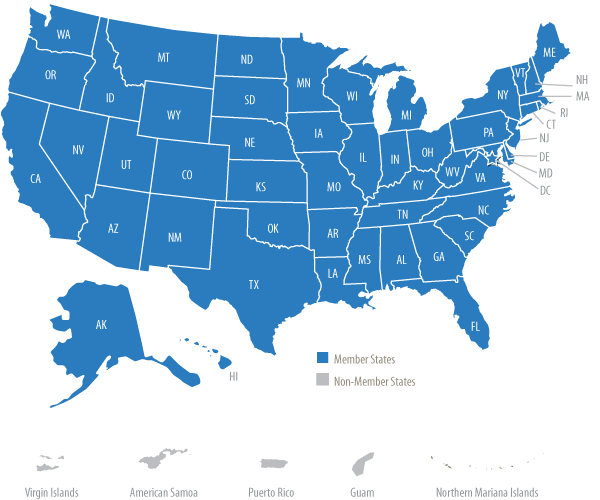 WA
MT
ND
MN
ME
VT
NH
OR
ID
SD
WI
NY
MA
WY
MI
RI
CT
IA
PA
NJ
NE
NV
UT
CO
IL
IN
OH
DE
MD
DC
CA
KS
MO
KY
WV
VA
AZ
NM
OK
AR
TN
NC
SC
TX
LA
MS
AL
GA
FL
AK
HI
Member States
Non-Member States
Virgin Islands
American Samoa
Puerto Rico
Guam
Northern Mariana Islands